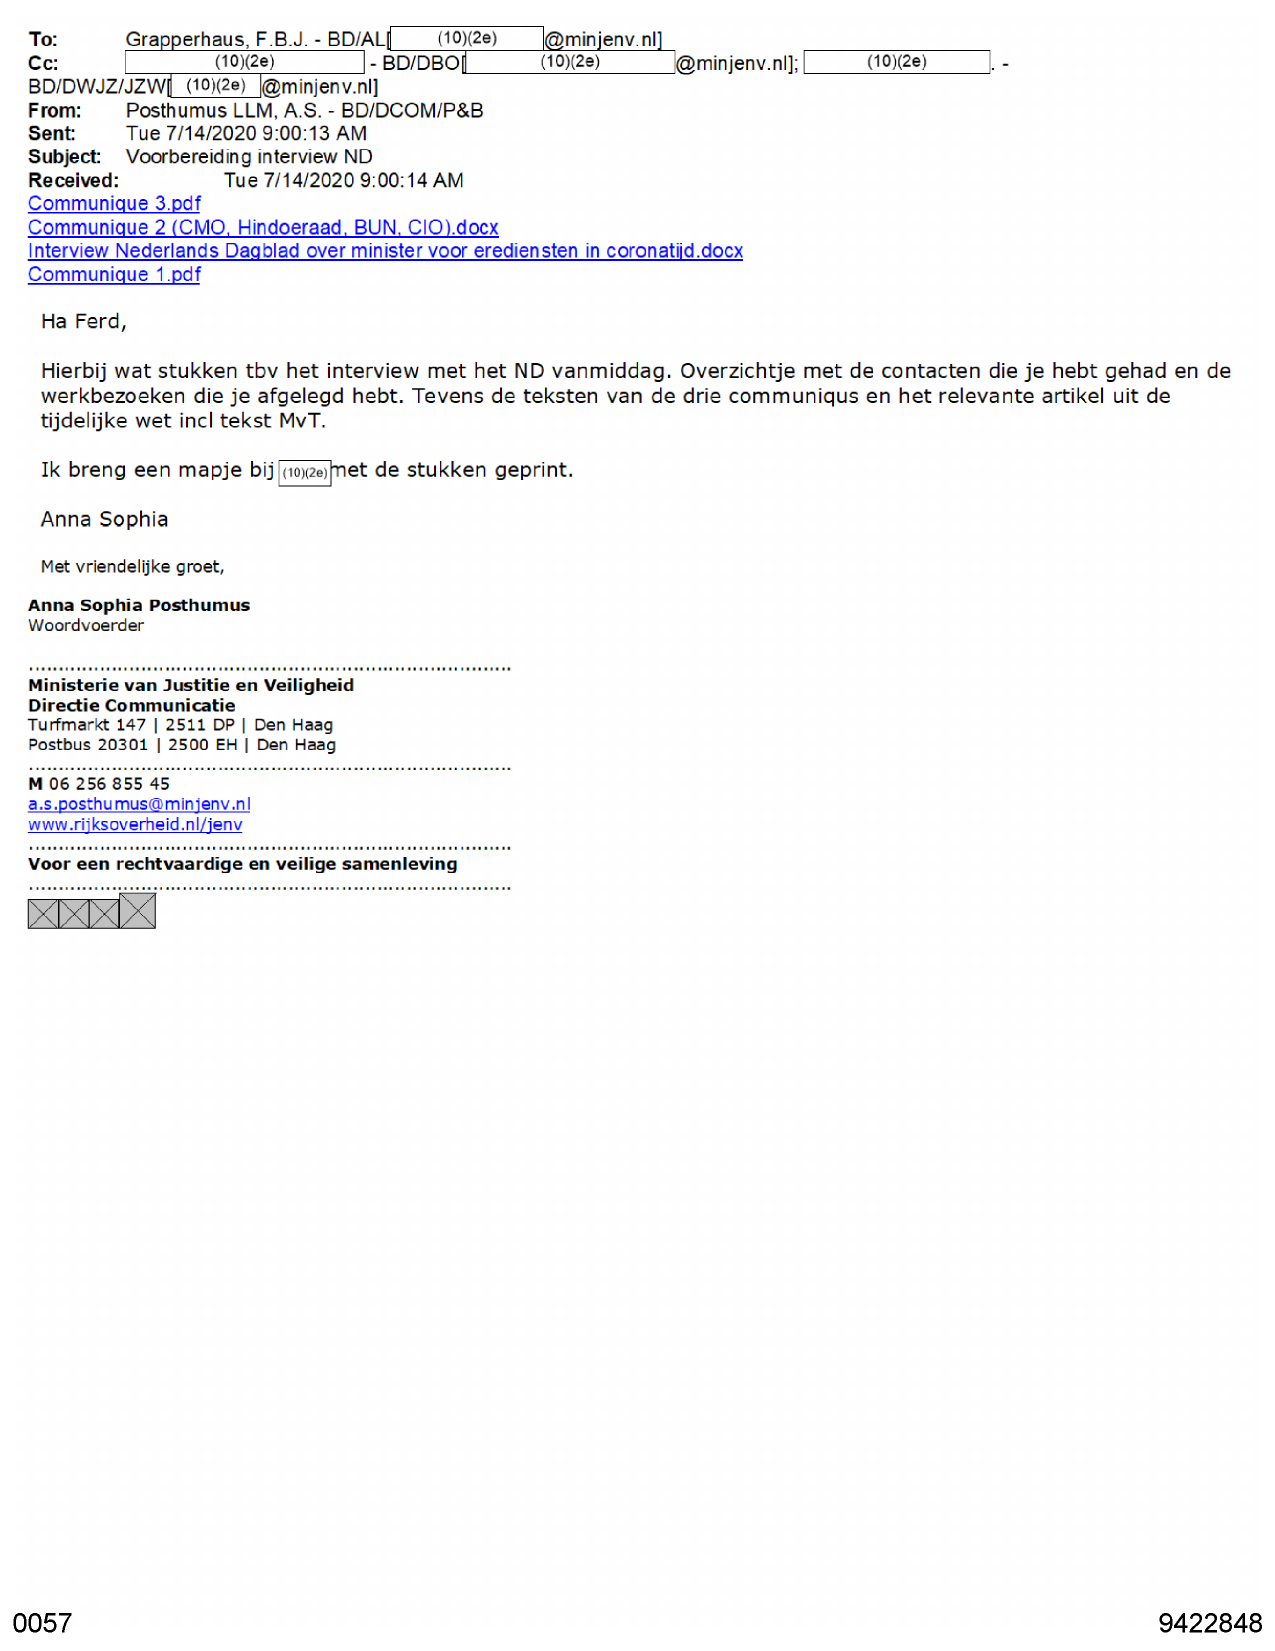 To: Grapperhaus, F.B.J. - BD/AL[ (10)(2e) @minjenv.nl]
Cc: (10)(2e) - BD/DBO[ (10)(2e) @minjenv.nl]; (10)(2e) . -
BD/DWJZ/JZW[ (10)(2e) @minjenv.nl]
From: Posthumus LLM, A.S. - BD/DCOM/P&B
Sent: Tue 7/14/2020 9:00:13 AM
Subject: Voorbereiding interview ND
Received: Tue 7/14/2020 9:00:14 AM
Communique 3.pdf
Communique 2 (CMO, Hindoeraad, BUN, CIO).docx
Interview Nederlands Dagblad over minister voor erediensten in coronatijd.docx
Communique 1.pdf
Ha Ferd,
Hierbij wat stukken tbv het interview met het ND vanmiddag. Overzichtje met de contacten die je hebt gehad en de
werkbezoeken die je afgelegd hebt. Tevens de teksten van de drie communiqus en het relevante artikel uit de
tijdelijke wet incl tekst MvT.
Ik breng een mapje bij (10)(2e) met de stukken geprint.
Anna Sophia
Met vriendelijke groet,
Anna Sophia Posthumus
Woordvoerder
................................................................................
Ministerie van Justitie en Veiligheid
Directie Communicatie
Turfmarkt 147 | 2511 DP | Den Haag
Postbus 20301 | 2500 EH | Den Haag
................................................................................
M 06 256 855 45
a.s.posthumus@minjenv.nl
www.rijksoverheid.nl/jenv
................................................................................
Voor een rechtvaardige en veilige samenleving
................................................................................
0057 9422848